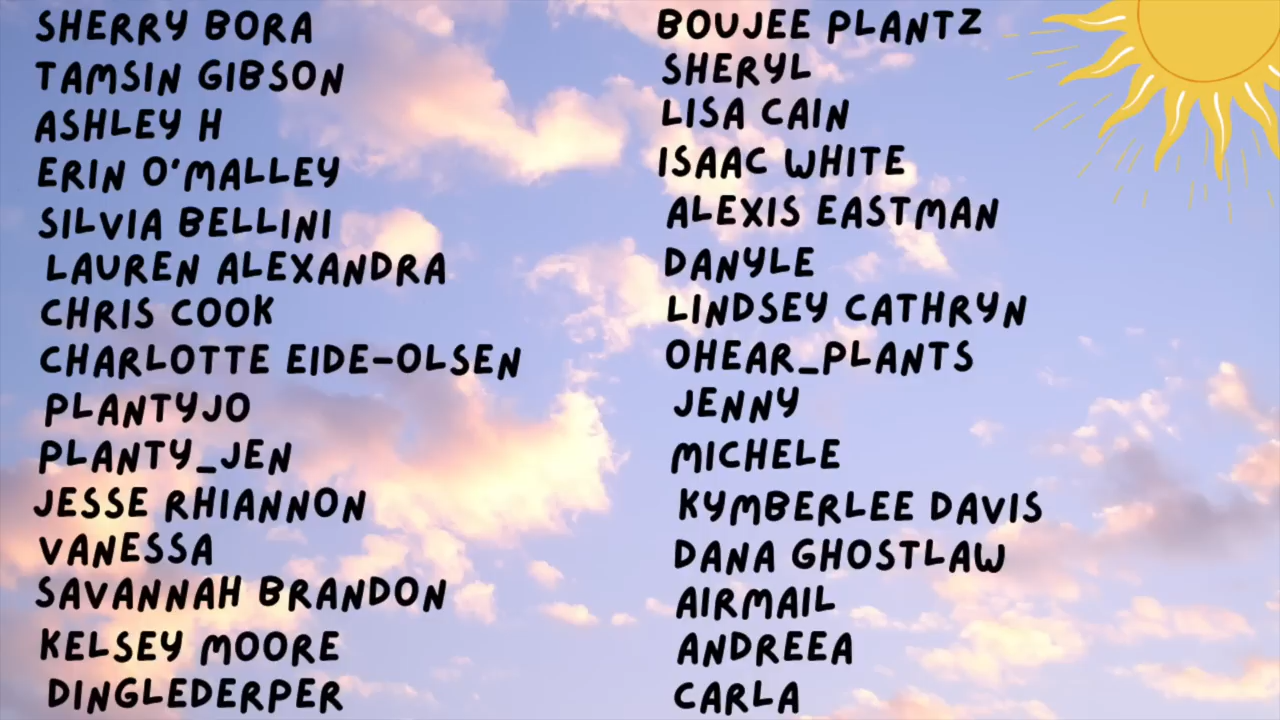 SHERRY BORA
TAMSIN GIBSON
ASHLEY H
ERIN O'MALLEY
SILVIA BELLINI
LAUREN ALEXANDRA
CHRIS COOK
CHARLOTTE EIDE-OLSEN
PLANTYJO
PLANTY_JEN
JESSE RHIANNON
VANESSA
SAVANNAH BRANDON
KELSEY MOORE
DINGLEDERPER
BOUJEE PLANTZ
SHERYL
LISA CAIN
ISAAC WHITE
ALEXIS EASTMAN
DANYLE
LINDSEY CATHRYN
OHEAR_PLANTS
JENNY
MICHELE
KYMBERLEE DAVIS
DANA GHOSTLAW
AIRMAIL
ANDREEA
CARLA